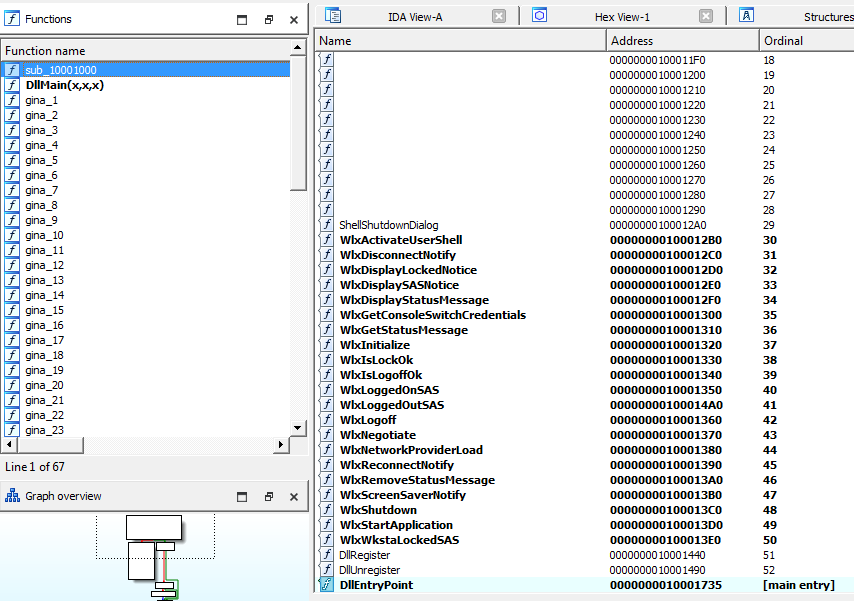 Functions
Function name
sub_10001000
DllMain(x,x,x)
gina_1
gina_2
gina_3
gina_4
gina_5
gina_6
gina_7
gina_8
gina_9
gina_10
gina_11
gina_12
gina_13
gina_14
gina_15
gina_16
gina_17
gina_18
gina_19
gina_20
gina_21
gina_22
gina_23
Line 1 of 67
Graph overview
IDA View-A Hex View-1 Structures
Name Address Ordinal
00000000100011F0 18
0000000010001200 19
0000000010001210 20
0000000010001220 21
0000000010001230 22
0000000010001240 23
0000000010001250 24
0000000010001260 25
0000000010001270 26
0000000010001280 27
0000000010001290 28
ShellShutdownDialog 00000000100012A0 29
WlxActivateUserShell 00000000100012B0 30
WlxDisconnectNotify 00000000100012C0 31
WlxDisplayLockedNotice 00000000100012D0 32
WlxDisplaySASNotice 00000000100012E0 33
WlxDisplayStatusMessage 00000000100012F0 34
WlxGetConsoleSwitchCredentials 0000000010001300 35
WlxGetStatusMessage 0000000010001310 36
WlxInitialize 0000000010001320 37
WlxIsLockOk 0000000010001330 38
WlxIsLogoffOk 0000000010001340 39
WlxLoggedOnSAS 0000000010001350 40
WlxLoggedOutSAS 00000000100014A0 41
WlxLogoff 0000000010001360 42
WlxNegotiate 0000000010001370 43
WlxNetworkProviderLoad 0000000010001380 44
WlxReconnectNotify 0000000010001390 45
WlxRemoveStatusMessage 00000000100013A0 46
WlxScreenSaverNotify 00000000100013B0 47
WlxShutdown 00000000100013C0 48
WlxStartApplication 00000000100013D0 49
WlxWkstaLockedSAS 00000000100013E0 50
DllRegister 0000000010001440 51
DllUnregister 0000000010001490 52
DllEntryPoint 0000000010001735 [main entry]